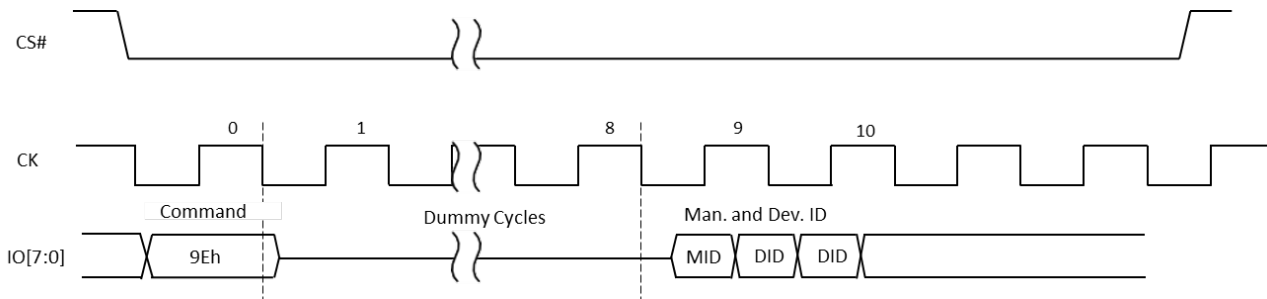 CS#
0 1 8 9 10
CK
Command Dummy Cycles Man. and Dev. ID
IO[7:0] 9Eh MID DID DID